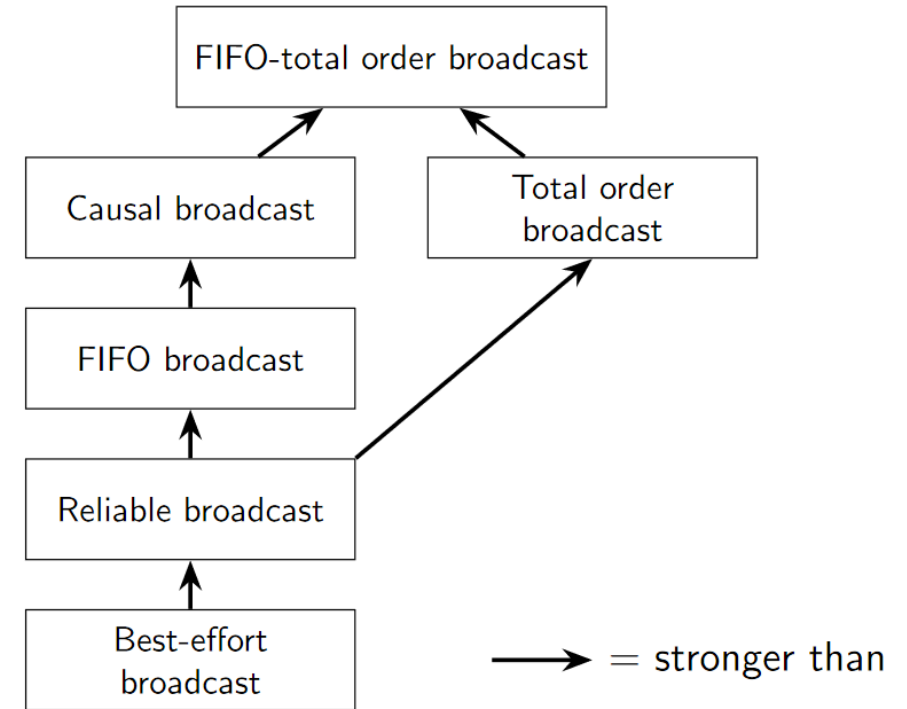 FIFO-total order broadcast
Causal broadcast
Total order
broadcast
FIFO broadcast
Reliable broadcast
Best-effort
broadcast
= stronger than